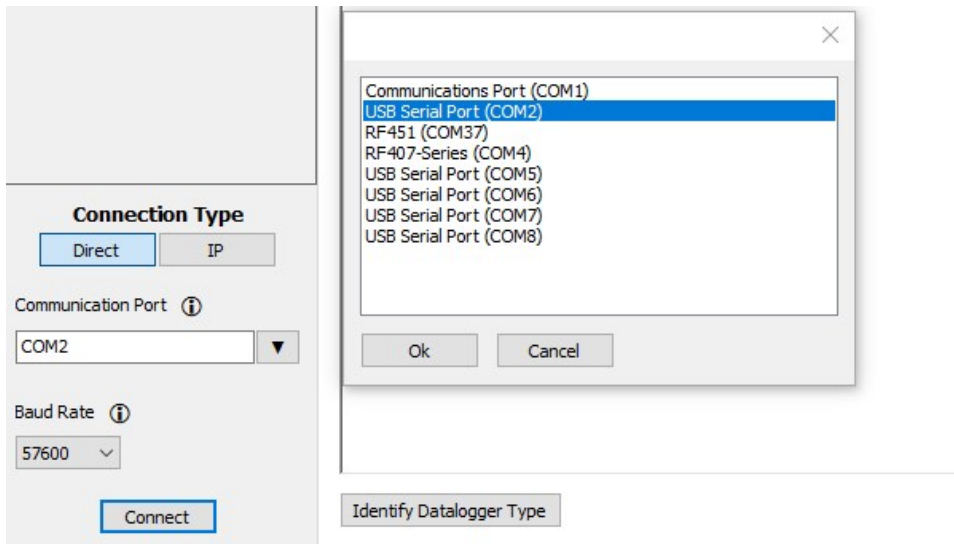 Connection Type
Direct
IP
Communication Port
COM2
Baud Rate
57600
Connect
Communications Port (COM1)
USB Serial Port (COM2)
RF451 (COM37)
RF407-Series (COM4)
USB Serial Port (COM5)
USB Serial Port (COM6)
USB Serial Port (COM7)
USB Serial Port (COM8)
Ok
Cancel
Identify Datalogger Type